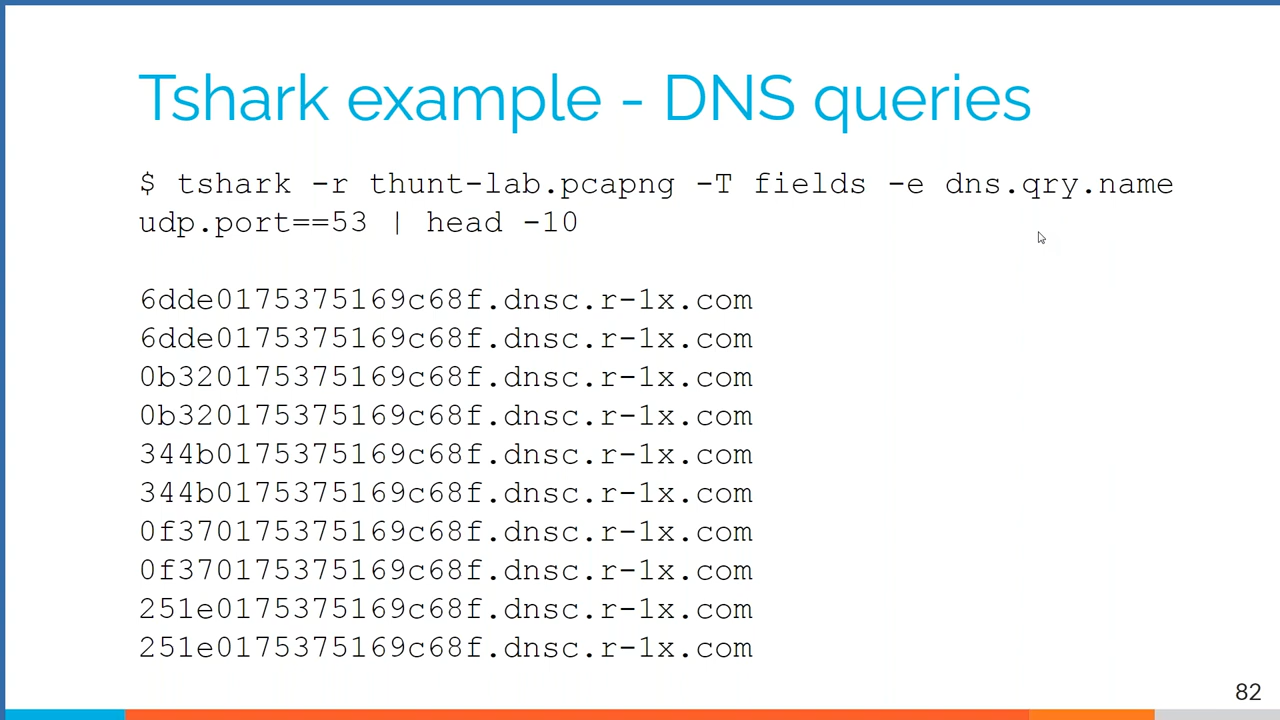 Tshark example - DNS queries
$ tshark -r thunt-lab.pcapng -T fields -e dns.qry.name
udp.port==53 | head -10
6dde0175375169c68f.dnsc.r-1x.com
6dde0175375169c68f.dnsc.r-1x.com
0b320175375169c68f.dnsc.r-1x.com
0b320175375169c68f.dnsc.r-1x.com
344b0175375169c68f.dnsc.r-1x.com
344b0175375169c68f.dnsc.r-1x.com
0f370175375169c68f.dnsc.r-1x.com
0f370175375169c68f.dnsc.r-1x.com
251e0175375169c68f.dnsc.r-1x.com
251e0175375169c68f.dnsc.r-1x.com
82